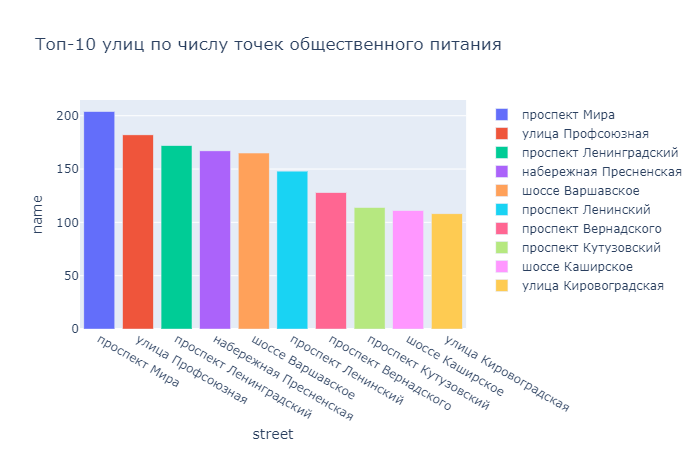 Топ-10 улиц по числу точек общественного питания
name
200
150
100
50
0
проспект Мира
улица Профсоюзная
проспект Ленинградский
набережная Пресненская
шоссе Варшавское
проспект Ленинский
проспект Вернадского
проспект Кутузовский
шоссе Каширское
улица Кировоградская
street
проспект Мира
улица Профсоюзная
проспект Ленинградский
набережная Пресненская
шоссе Варшавское
проспект Ленинский
проспект Вернадского
проспект Кутузовский
шоссе Каширское
улица Кировоградская